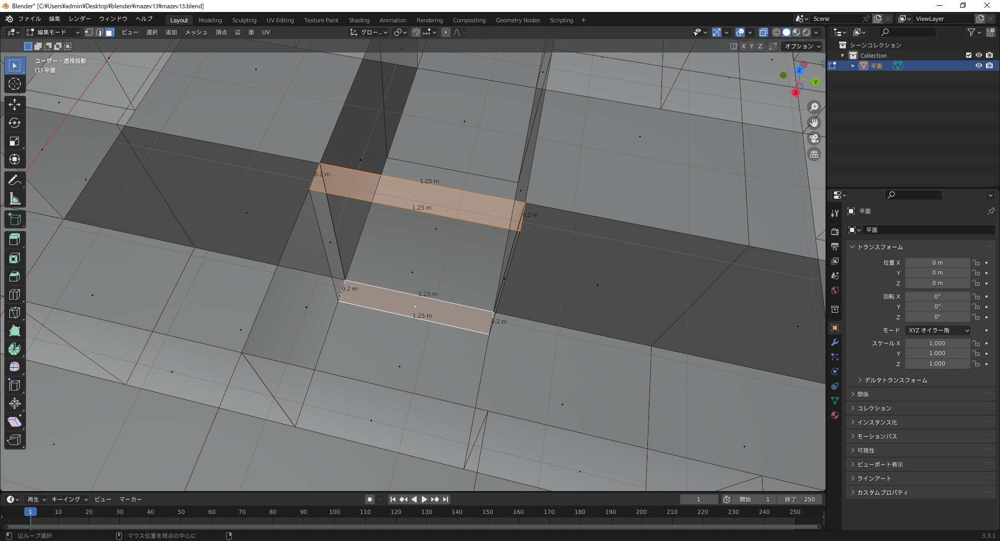 Blender* [C:¥Users¥admin¥Desktop¥blender¥mazev13¥mazev13.blend]
ファイル 編集 レンダー ウィンドウ ヘルプ Layout Modeling Sculpting UV Editing Texture Paint Shading Animation Rendering Compositing Geometry Nodes Scripting + Scene ViewLayer
編集モード ビュー 選択 追加 メッシュ 頂点 辺 面 UV グロー...
X Y Z オプション
シーンコレクション
Collection
平面
ユーザー・透視投影
(1) 平面
Z
Y
X
0.2 m
1.25 m
1.25 m
0.2 m
0.2 m
1.25 m
1.25 m
0.2 m
平面
平面
トランスフォーム
位置 X 0 m
Y 0 m
Z 0 m
回転 X 0°
Y 0°
Z 0°
モード XYZ オイラー角
スケール X 1.000
Y 1.000
Z 1.000
デルタトランスフォーム
関係
コレクション
インスタンス化
モーションパス
可視性
ビューポート表示
ラインアート
カスタムプロパティ
再生 キーイング ビュー マーカー 1 開始 1 終了 250
1 10 20 30 40 50 60 70 80 90 100 110 120 130 140 150 160 170 180 190 200 210 220 230 240 250
辺ループ選択 マウス位置を視点の中心に 3.3.1